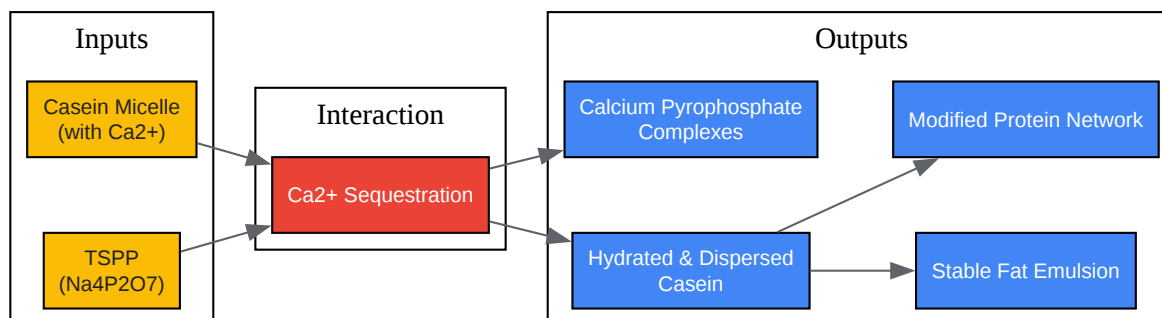 Inputs
Casein Micelle
(with Ca2+)
TSPP
(Na4P2O7)
Interaction
Ca2+ Sequestration
Outputs
Calcium Pyrophosphate
Complexes
Modified Protein Network
Hydrated & Dispersed
Casein
Stable Fat Emulsion